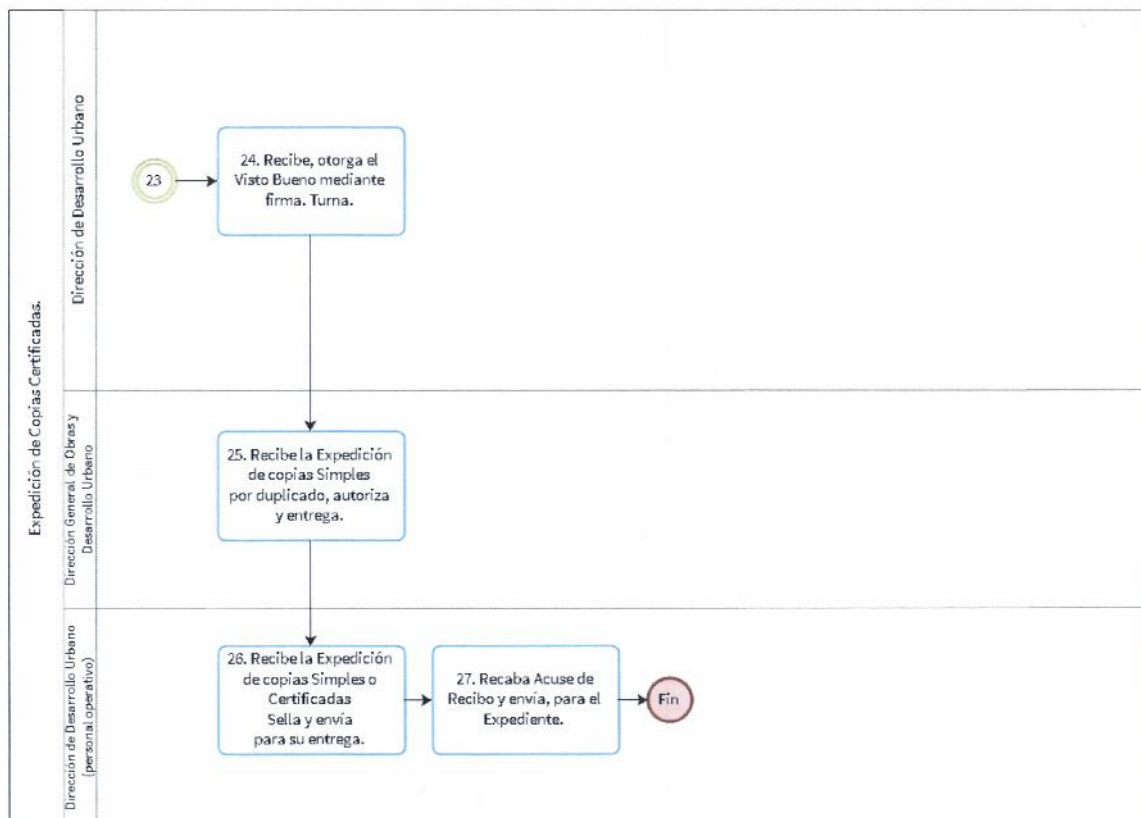 Expedición de Copias Certificadas.
Dirección de Desarrollo Urbano
23
24. Recibe, otorga el
Visto Bueno mediante
firma. Turna.
Dirección General de Obras y
Desarrollo Urbano
25. Recibe la Expedición
de copias Simples
por duplicado, autoriza
y entrega.
Dirección de Desarrollo Urbano
(personal operativo)
26. Recibe la Expedición
de copias Simples o
Certificadas
Sella y envía
para su entrega.
27. Recaba Acuse de
Recibo y envía, para el
Expediente.
Fin